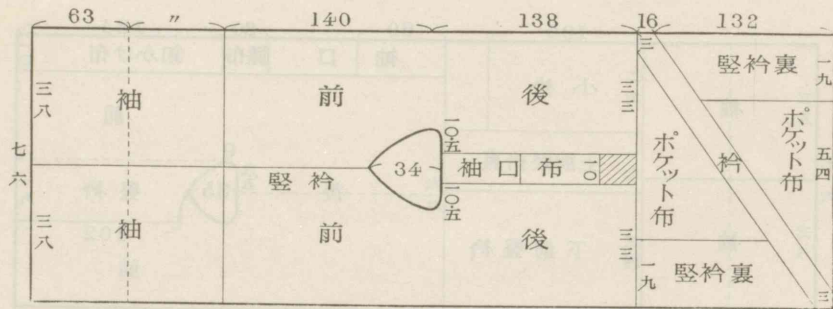 63 〃 140 138 16 132
三八 袖 前 後 三 三三 竪衿裏 一九
七六 竪衿 34 一〇・五 袖口布 一〇 一〇・五 ポケット布 衿 ポケット布 五四
三八 袖 前 後 三三 一九 竪衿裏 三